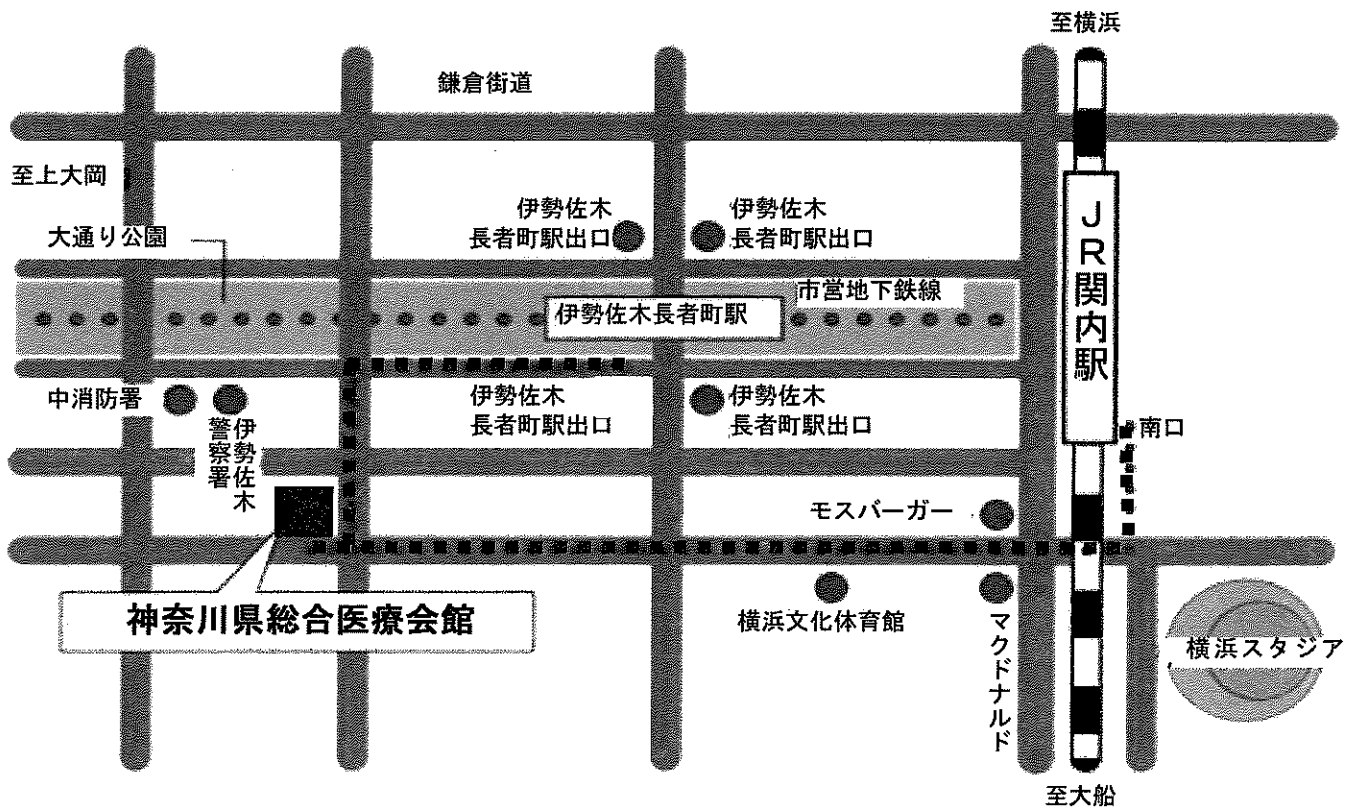 至横浜
鎌倉街道
至上大岡
伊勢佐木
長者町駅出口
伊勢佐木
長者町駅出口
大通り公園
市営地下鉄線
伊勢佐木長者町駅
JR関内駅
中消防署
伊勢佐木
警察署
伊勢佐木
長者町駅出口
伊勢佐木
長者町駅出口
南口
モスバーガー
神奈川県総合医療会館
横浜文化体育館
マクドナルド
横浜スタジア
至大船